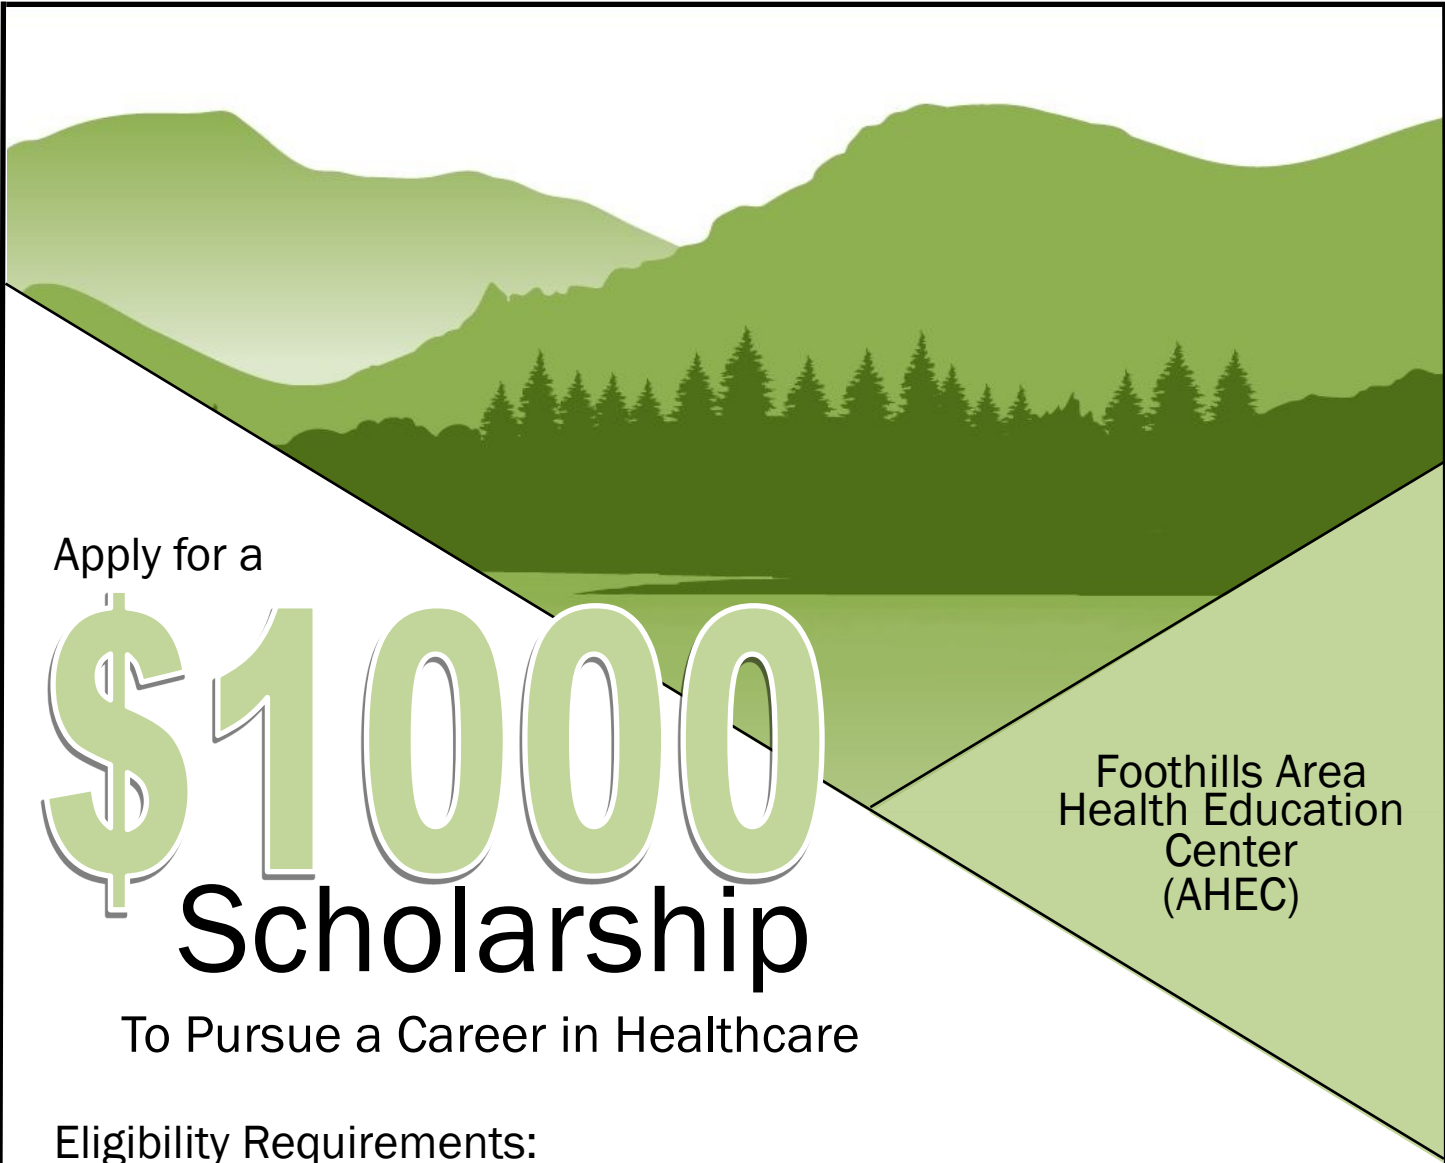 Apply for a
$1000
Scholarship
To Pursue a Career in Healthcare
Foothills Area
Health Education
Center
(AHEC)
Eligibility Requirements: